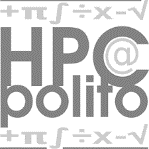 +π∫÷x-√
HPC@
polito
+π∫÷x-√